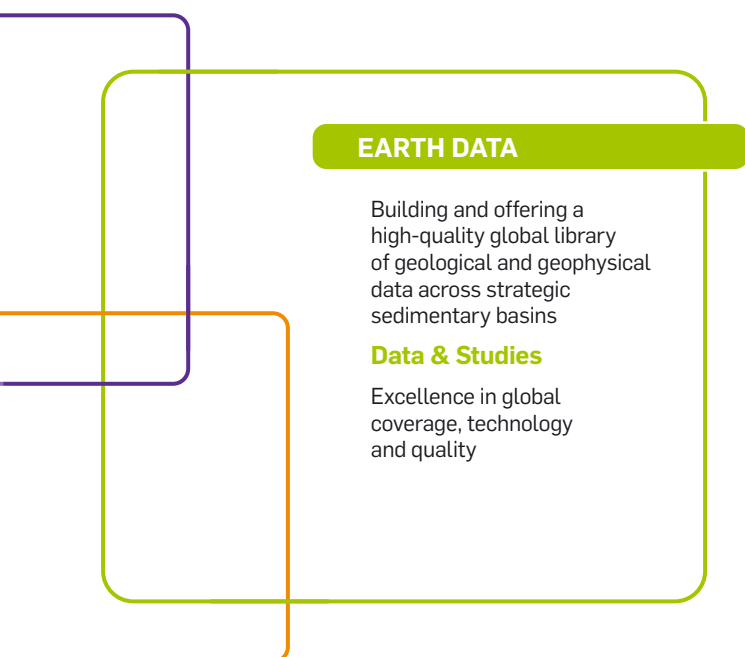 EARTH DATA
Building and offering a
high-quality global library
of geological and geophysical
data across strategic
sedimentary basins
Data & Studies
Excellence in global
coverage, technology
and quality